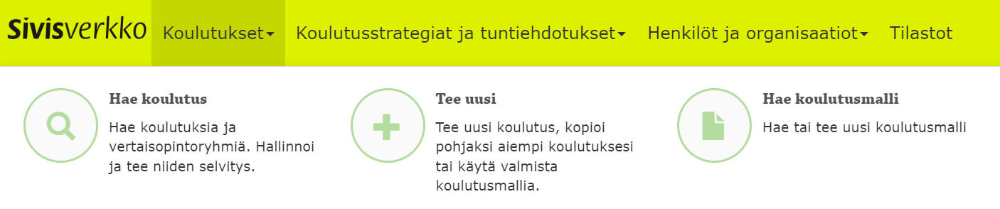 Sivisverkko
Koulutukset
Koulutusstrategiat ja tuntiehdotukset
Henkilöt ja organisaatiot
Tilastot
Hae koulutus
Hae koulutuksia ja
vertaisopintoryhmiä. Hallinnoi
ja tee niiden selvitys.
Tee uusi
Tee uusi koulutus, kopioi
pohjaksi aiempi koulutuksesi
tai käytä valmista
koulutusmallia.
Hae koulutusmalli
Hae tai tee uusi koulutusmalli